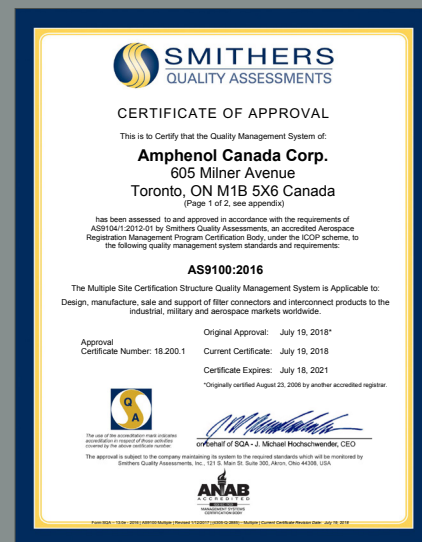 SMITHERS
QUALITY ASSESSMENTS
CERTIFICATE OF APPROVAL
This is to Certify that the Quality Management System of:
Amphenol Canada Corp.
605 Milner Avenue
Toronto, ON M1B 5X6 Canada
(Page 1 of 2, see appendix)
has been assessed to and approved in accordance with the requirements of
AS9104/1:2012-01 by Smithers Quality Assessments, an accredited Aerospace
Registration Management Program Certification Body, under the ICOP scheme, to
the following quality management system standards and requirements:
AS9100:2016
The Multiple Site Certification Structure Quality Management System is Applicable to:
Design, manufacture, sale and support of filter connectors and interconnect products to the
industrial, military and aerospace markets worldwide.
Original Approval: July 19, 2018*
Approval
Certificate Number: 18.200.1
Current Certificate: July 19, 2018
Certificate Expires: July 18, 2021
*Originally certified August 23, 2006 by another accredited registrar.
Q
A
The use of the accreditation mark indicates
accreditation in respect of those activities
covered by the above certificate number.
on behalf of SQA - J. Michael Hochschwender, CEO
The approval is subject to the company maintaining its system to the required standards which will be monitored by
Smithers Quality Assessments, Inc., 121 S. Main St. Suite 300, Akron, Ohio 44308, USA
ANAB
ACCREDITED
MANAGEMENT SYSTEMS
CERTIFICATION BODY